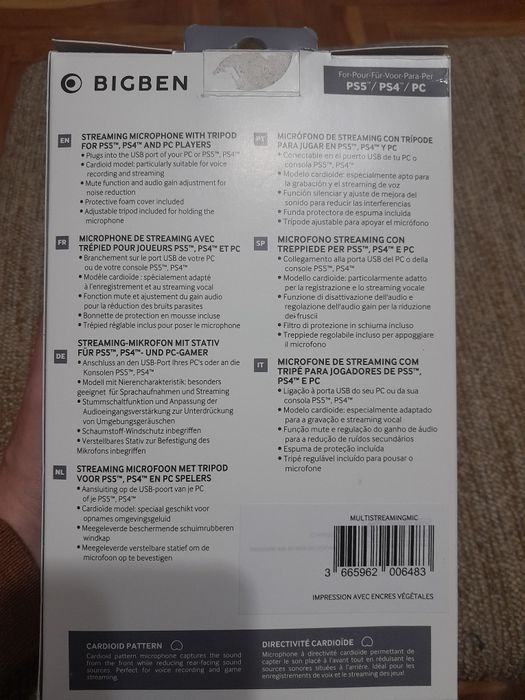 BIGBEN
For-Pour-Für-Voor-Para-Per
PS5™/ PS4™/ PC
EN
STREAMING MICROPHONE WITH TRIPOD
FOR PS5™, PS4™ AND PC PLAYERS
• Plugs into the USB port of your PC or PS5™, PS4™
• Cardioid model: particularly suited for voice
recording and streaming
• Mute function and audio gain adjustment for
noise reduction
• Protective foam cover included
• Adjustable tripod included for holding the
microphone
FR
MICROPHONE DE STREAMING AVEC
TRÉPIED POUR JOUEURS PS5™, PS4™ ET PC
• Branchement sur le port USB de votre PC
ou de votre console PS5™, PS4™
• Modèle cardioïde : spécialement adapté
à l'enregistrement et au streaming vocal
• Fonction mute et ajustement du gain audio
pour la réduction des bruits parasites
• Bonnette de protection en mousse incluse
• Trépied réglable inclus pour poser le microphone
DE
STREAMING-MIKROFON MIT STATIV
FÜR PS5™, PS4™- UND PC-GAMER
• Anschluss an den USB-Port Ihres PC's oder an die
Konsolen PS5™, PS4™
• Modell mit Nierencharakteristik: besonders
geeignet für Sprachaufnahmen und Streaming
• Stummschaltfunktion und Anpassung der
Audioeingangsverstärkung zur Unterdrückung
von Umgebungsgeräuschen
• Schaumstoff-Windschutz inbegriffen
• Verstellbares Stativ zur Befestigung des
Mikrofons inbegriffen
NL
STREAMING MICROFOON MET TRIPOD
VOOR PS5™, PS4™ EN PC SPELERS
• Aansluiting op de USB-poort van je PC
of je PS5™, PS4™
• Cardioïde model: speciaal geschikt voor
opnames omgevingsgeluid
• Meegeleverde beschermende schuimrubberen
windkap
• Meegeleverde verstelbare statief om de
microfoon op te bevestigen
PT
MICRÓFONO DE STREAMING CON TRÍPODE
PARA JUGAR EN PS5™, PS4™ Y PC
• Conectable en el puerto USB de tu PC o
consola PS5™, PS4™
• Modelo cardioide: especialmente apto
para la grabación y el streaming de voz
• Función silenciar y ajuste de mejora del
sonido para reducir las interferencias
• Funda protectora de espuma incluida
• Trípode ajustable para apoyar el micrófono
SP
MICROFONO STREAMING CON
TREPPIEDE PER PS5™, PS4™ E PC
• Collegamento alla porta USB del PC o della
console PS5™, PS4™
• Modello cardioide: particolarmente adatto
per la registrazione e lo streaming vocale
• Funzione di disattivazione dell'audio e
regolazione dell'audio gain per la riduzione
dei fruscii
• Filtro di protezione in schiuma incluso
• Treppiede regolabile incluso per appoggiare
il microfono
IT
MICROFONE DE STREAMING COM
TRIPÉ PARA JOGADORES DE PS5™,
PS4™ E PC
• Ligação à porta USB do seu PC ou da sua
consola PS5™, PS4™
• Modelo cardioide: especialmente adaptado
para a gravação e streaming vocal
• Função mute e regulação do ganho de áudio
para a redução de ruídos secundários
• Espuma de proteção incluída
• Tripé regulável incluído para pousar o
microfone
MULTISTREAMINGMIC
3 665962 006483
IMPRESSION AVEC ENCRES VÉGÉTALES
CARDIOID PATTERN
Cardioid pattern microphone captures the sound
from the front while reducing rear-facing sound
sources. Perfect for voice recording and game
streaming.
DIRECTIVITÉ CARDIOÏDE
Microphone à directivité cardioïde permettant de
capter le son placé à l'avant tout en réduisant les
sources sonores situées à l'arrière. Idéal pour les
enregistrements de voix et le streaming des jeux!